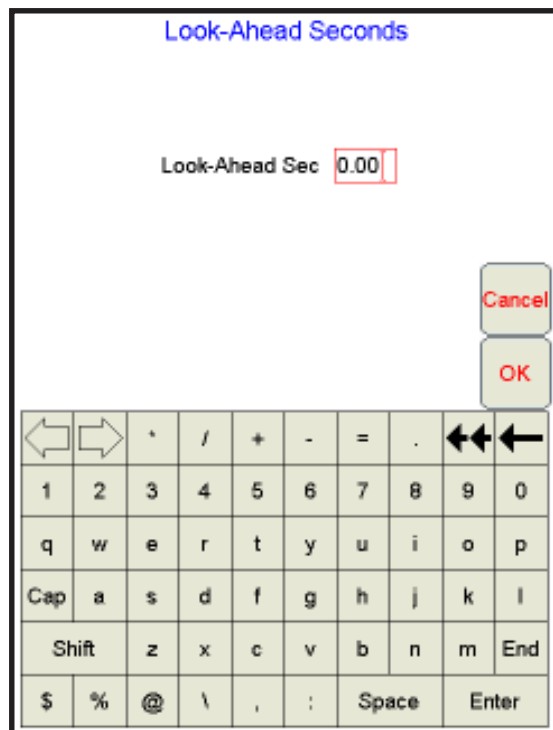 Look-Ahead Seconds
Look-Ahead Sec 0.00
Cancel
OK
* / + - = .
1 2 3 4 5 6 7 8 9 0
q w e r t y u i o p
Cap a s d f g h j k l
Shift z x c v b n m End
$ % @ \ , : Space Enter